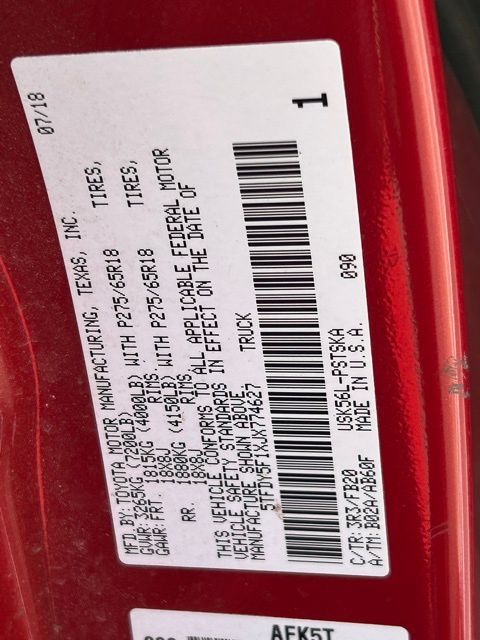 MFD.BY: TOYOTA MOTOR MANUFACTURING, TEXAS, INC. 07/18
GVWR: 3265KG (7200LB)
GAWR: FRT. 1815KG (4000LB) WITH P275/65R18 TIRES,
18X8J RIMS
RR. 1880KG (4150LB) WITH P275/65R18 TIRES,
18X8J RIMS
THIS VEHICLE CONFORMS TO ALL APPLICABLE FEDERAL MOTOR
VEHICLE SAFETY STANDARDS IN EFFECT ON THE DATE OF
MANUFACTURE SHOWN ABOVE.
5TFDY5F1XJX774627 TRUCK
1
C/TR: 3R3/FB20 USK56L-PSTSKA 090
A/TM: B02A/AB60F MADE IN U.S.A.
AFK5T